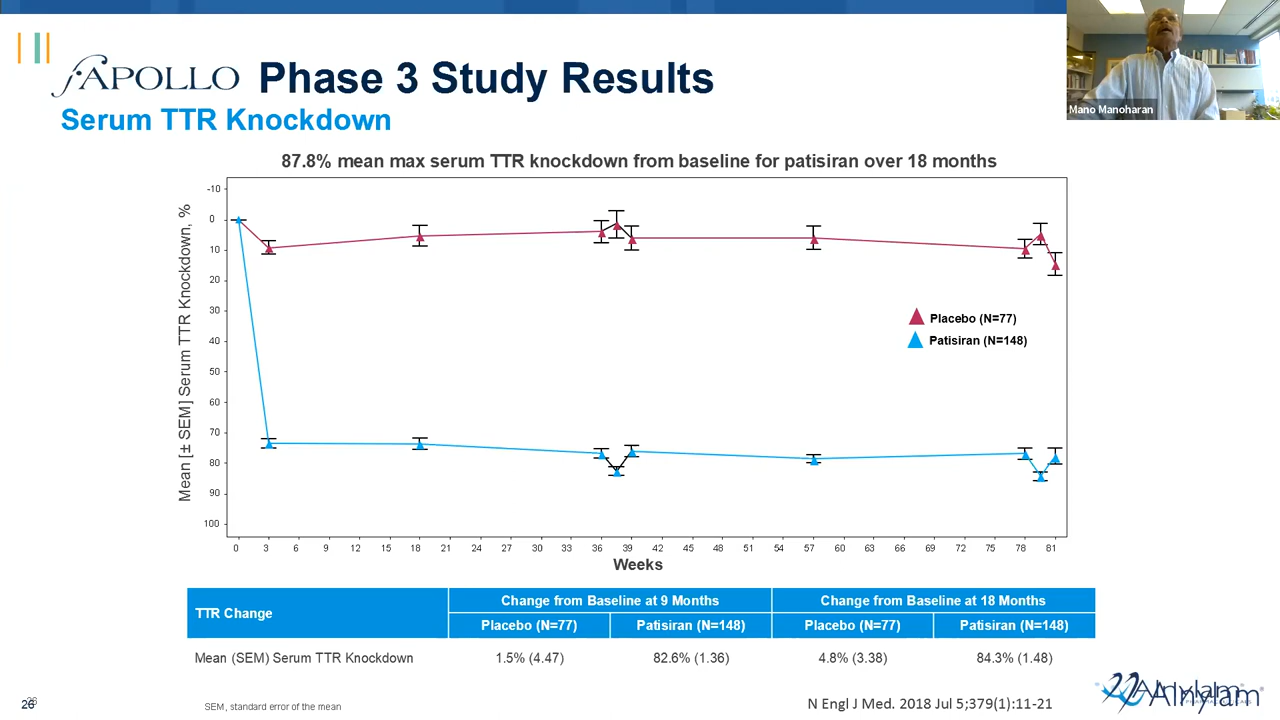 APOLLO Phase 3 Study Results
Serum TTR Knockdown
Mano Manoharan
87.8% mean max serum TTR knockdown from baseline for patisiran over 18 months
Mean [± SEM] Serum TTR Knockdown, %
-10
0
10
20
30
40
50
60
70
80
90
100
Placebo (N=77)
Patisiran (N=148)
0 3 6 9 12 15 18 21 24 27 30 33 36 39 42 45 48 51 54 57 60 63 66 69 72 75 78 81
Weeks
TTR Change
Change from Baseline at 9 Months Change from Baseline at 18 Months
Placebo (N=77) Patisiran (N=148) Placebo (N=77) Patisiran (N=148)
Mean (SEM) Serum TTR Knockdown 1.5% (4.47) 82.6% (1.36) 4.8% (3.38) 84.3% (1.48)
26
SEM, standard error of the mean
N Engl J Med. 2018 Jul 5;379(1):11-21
Alnylam